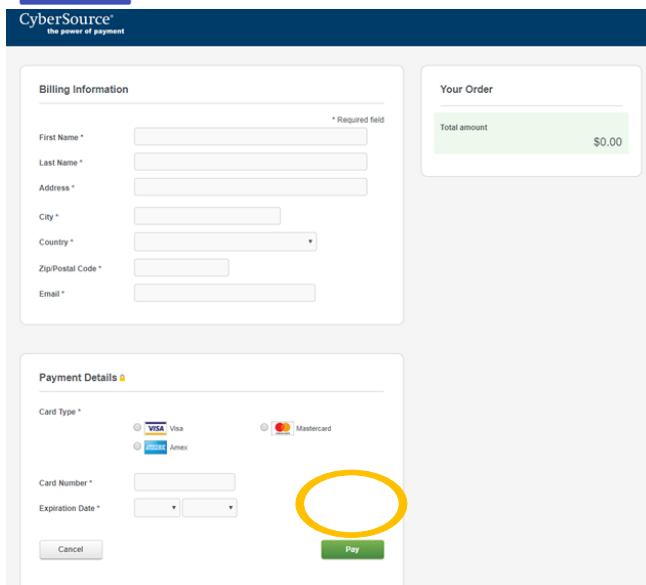 CyberSource®
the power of payment
Billing Information
* Required field
First Name *
Last Name *
Address *
City *
Country *
Zip/Postal Code *
Email *
Your Order
Total amount
$0.00
Payment Details
Card Type *
VISA Visa
Mastercard
Amex
Card Number *
Expiration Date *
Cancel
Pay